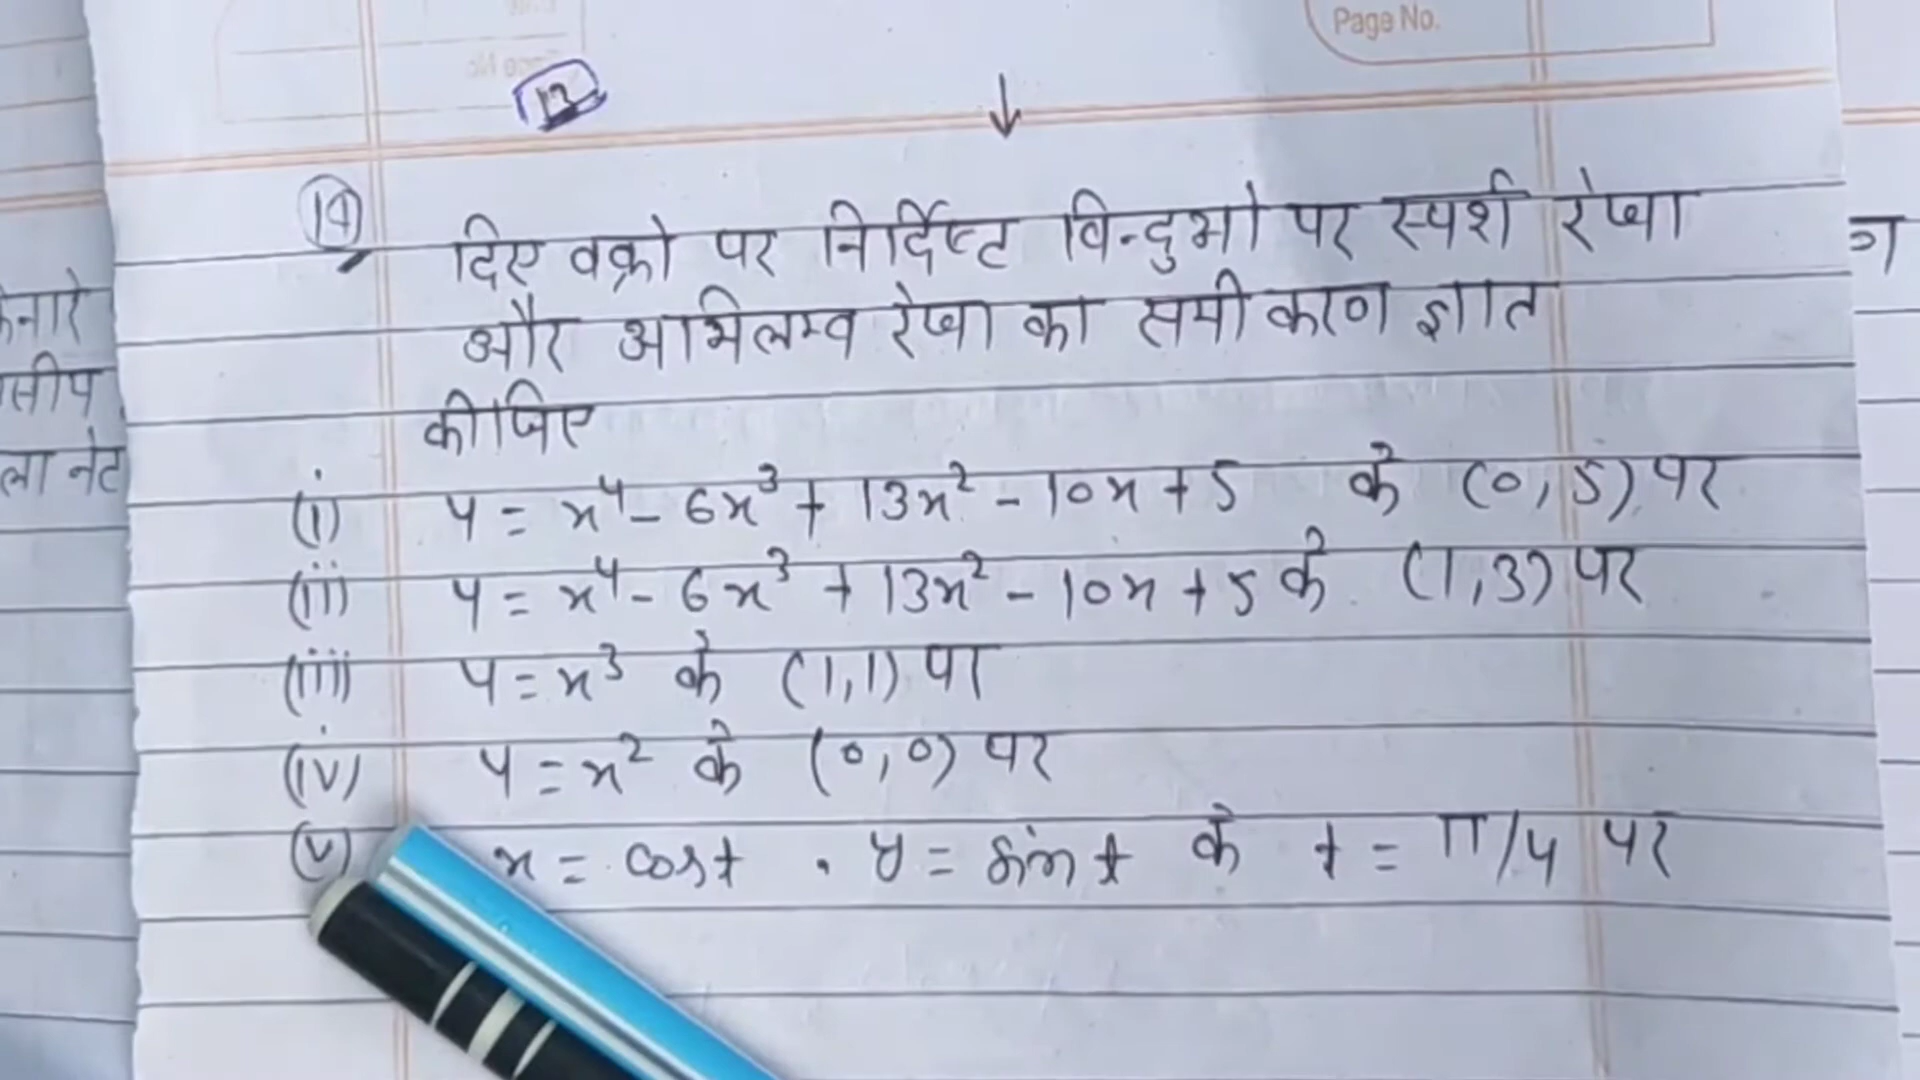 Page No.
12
14
दिए वक्रो पर निर्दिष्ट विन्दुओ पर स्पर्श रेखा
और अभिलम्व रेखा का समीकरण ज्ञात
कीजिए
(i) y = x⁴ - 6x³ + 13x² - 10x + 5 के (0, 5) पर
(ii) y = x⁴ - 6x³ + 13x² - 10x + 5 के (1, 3) पर
(iii) y = x³ के (1, 1) पर
(iv) y = x² के (0, 0) पर
(v) x = cost . y = sin t के t = π/4 पर